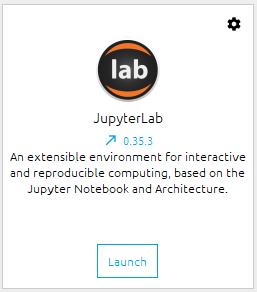 lab
JupyterLab
0.35.3
An extensible environment for interactive
and reproducible computing, based on the
Jupyter Notebook and Architecture.
Launch